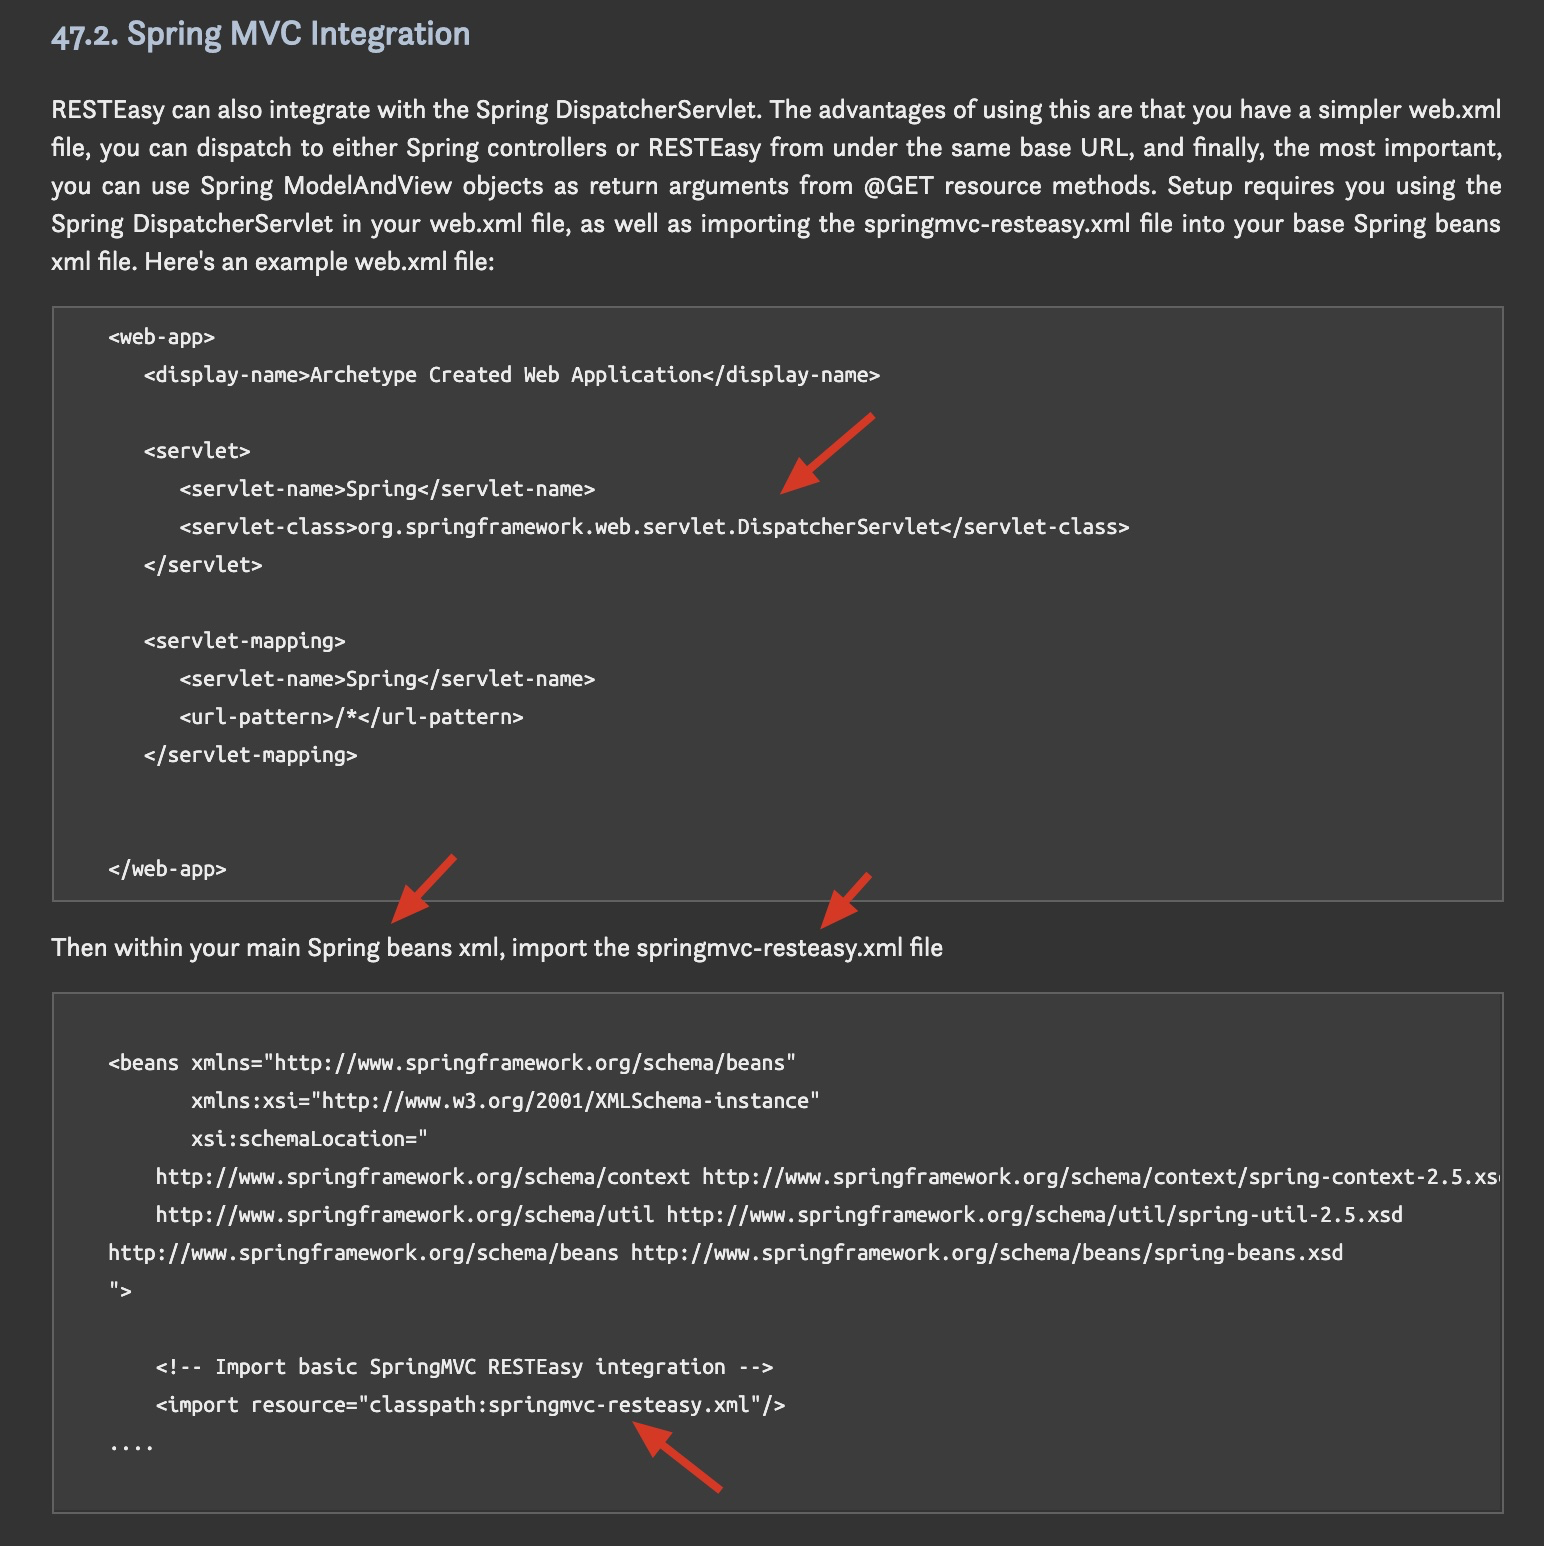 47.2. Spring MVC Integration
RESTEasy can also integrate with the Spring DispatcherServlet. The advantages of using this are that you have a simpler web.xml
file, you can dispatch to either Spring controllers or RESTEasy from under the same base URL, and finally, the most important,
you can use Spring ModelAndView objects as return arguments from @GET resource methods. Setup requires you using the
Spring DispatcherServlet in your web.xml file, as well as importing the springmvc-resteasy.xml file into your base Spring beans
xml file. Here's an example web.xml file:
<web-app>
<display-name>Archetype Created Web Application</display-name>
<servlet>
<servlet-name>Spring</servlet-name>
<servlet-class>org.springframework.web.servlet.DispatcherServlet</servlet-class>
</servlet>
<servlet-mapping>
<servlet-name>Spring</servlet-name>
<url-pattern>/*</url-pattern>
</servlet-mapping>
</web-app>
Then within your main Spring beans xml, import the springmvc-resteasy.xml file
<beans xmlns="http://www.springframework.org/schema/beans"
xmlns:xsi="http://www.w3.org/2001/XMLSchema-instance"
xsi:schemaLocation="
http://www.springframework.org/schema/context http://www.springframework.org/schema/context/spring-context-2.5.xs
http://www.springframework.org/schema/util http://www.springframework.org/schema/util/spring-util-2.5.xsd
http://www.springframework.org/schema/beans http://www.springframework.org/schema/beans/spring-beans.xsd
">
<!-- Import basic SpringMVC RESTEasy integration -->
<import resource="classpath:springmvc-resteasy.xml"/>
....